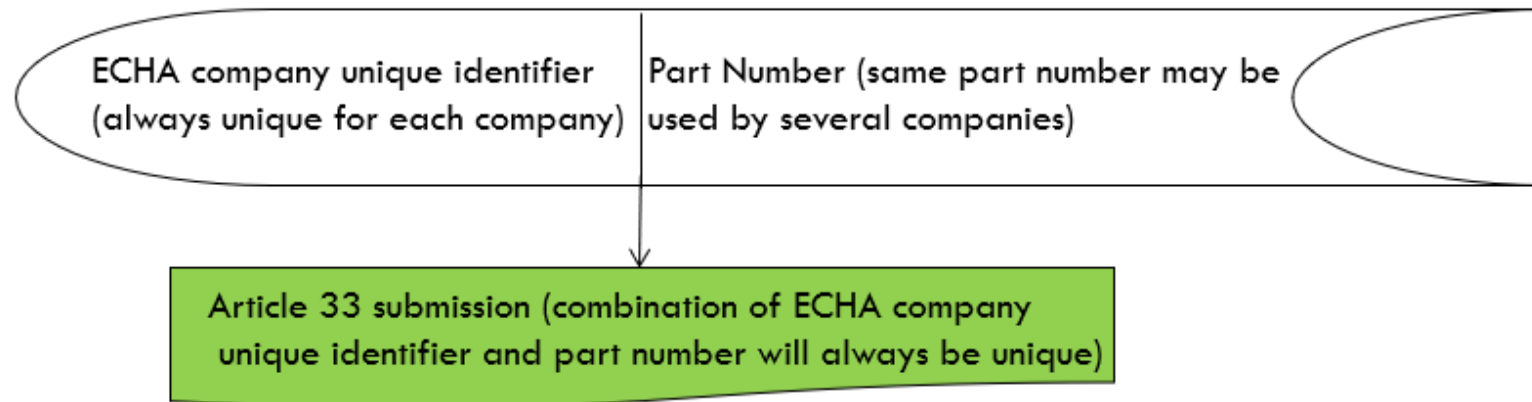 ECHA company unique identifier
(always unique for each company)
Part Number (same part number may be
used by several companies)
Article 33 submission (combination of ECHA company
unique identifier and part number will always be unique)